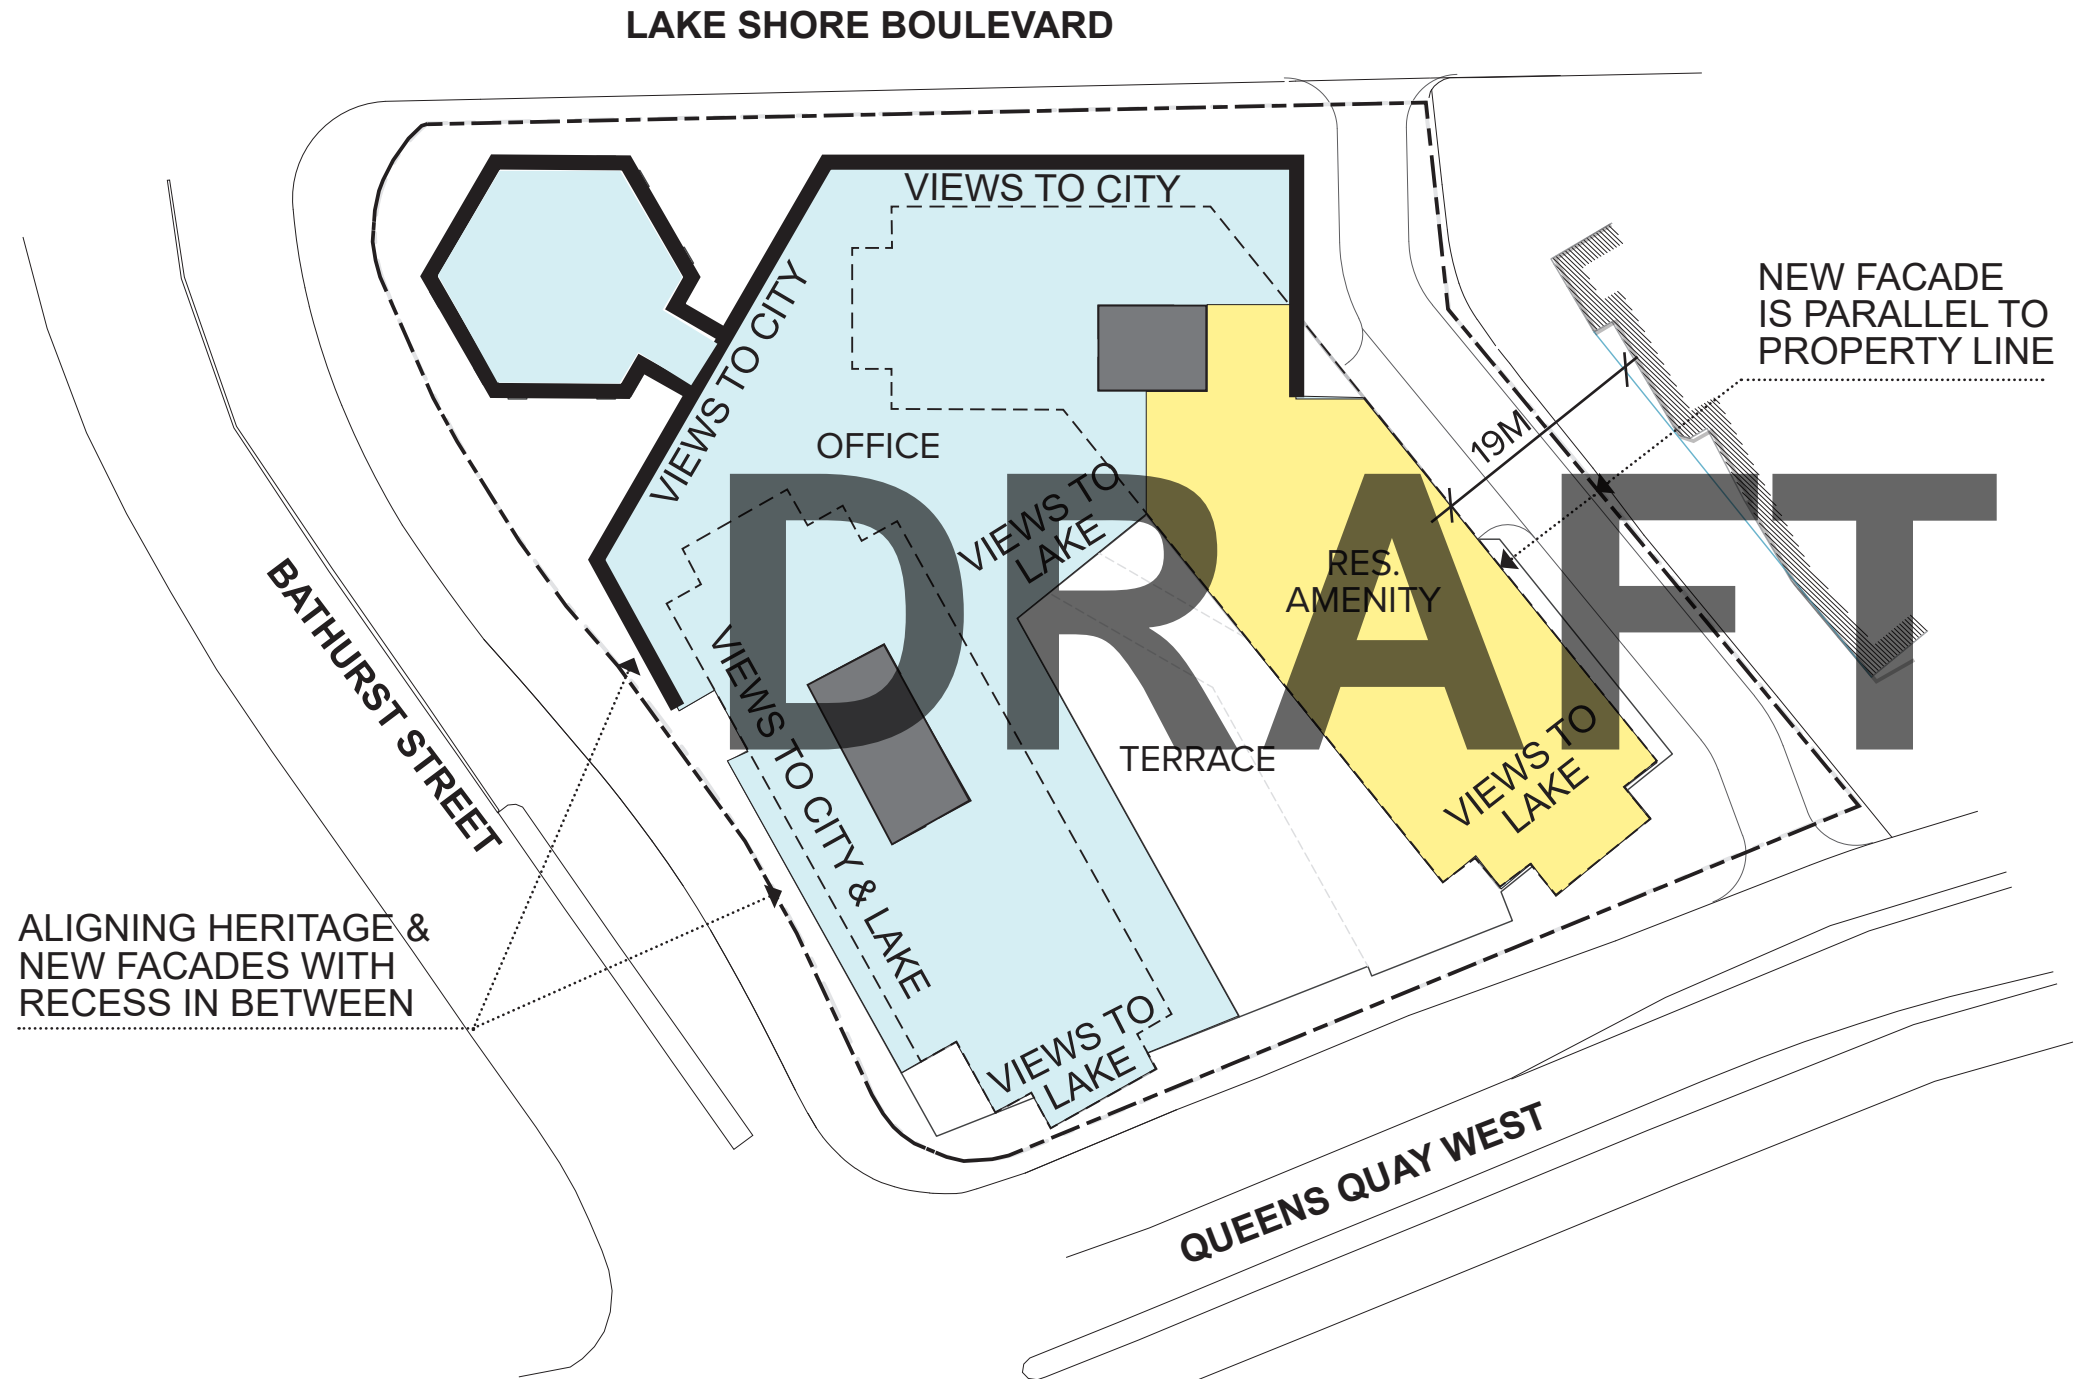 LAKE SHORE BOULEVARD
VIEWS TO CITY
VIEWS TO CITY
NEW FACADE
IS PARALLEL TO
PROPERTY LINE
19M
OFFICE
VIEWS TO
LAKE
RES.
AMENITY
DRAFT
BATHURST STREET
VIEWS TO CITY & LAKE
TERRACE
VIEWS TO
LAKE
ALIGNING HERITAGE &
NEW FACADES WITH
RECESS IN BETWEEN
VIEWS TO
LAKE
QUEENS QUAY WEST